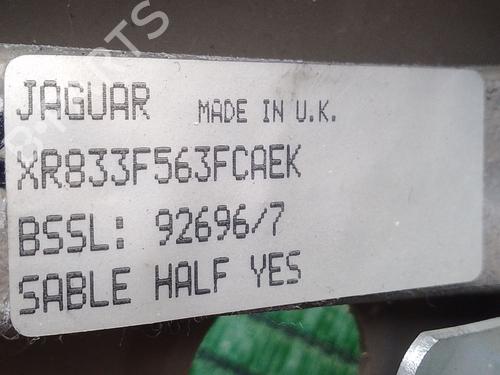 JAGUAR MADE IN U.K.
XR833F563FCAEK
BSSL: 92696/7
SABLE HALF YES